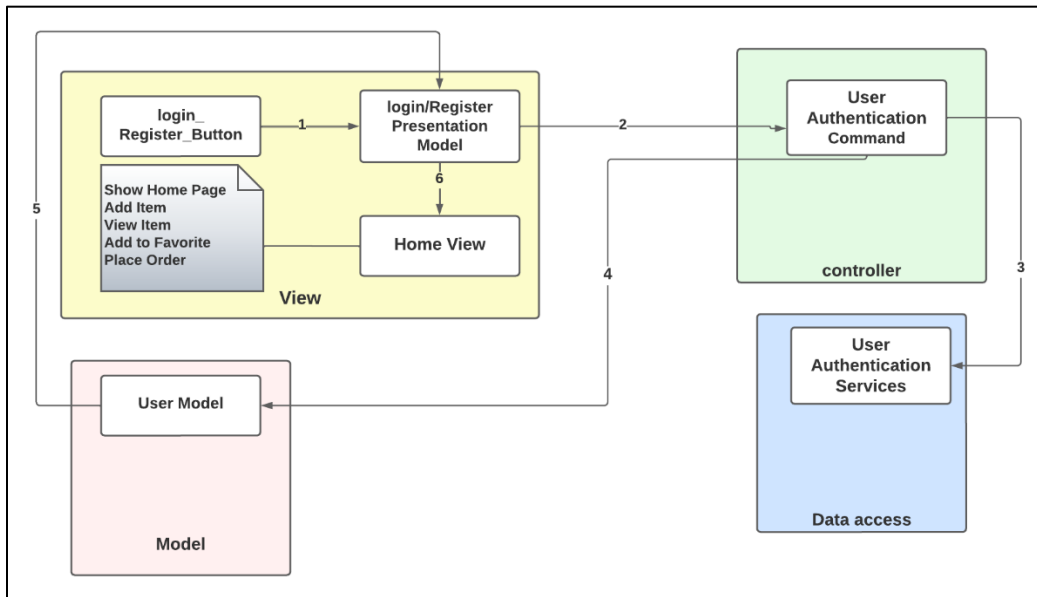 login_
Register_Button
1
login/Register
Presentation
Model
2
User
Authentication
Command
6
5
Show Home Page
Add Item
View Item
Add to Favorite
Place Order
Home View
4
3
controller
View
User
Authentication
Services
User Model
Data access
Model